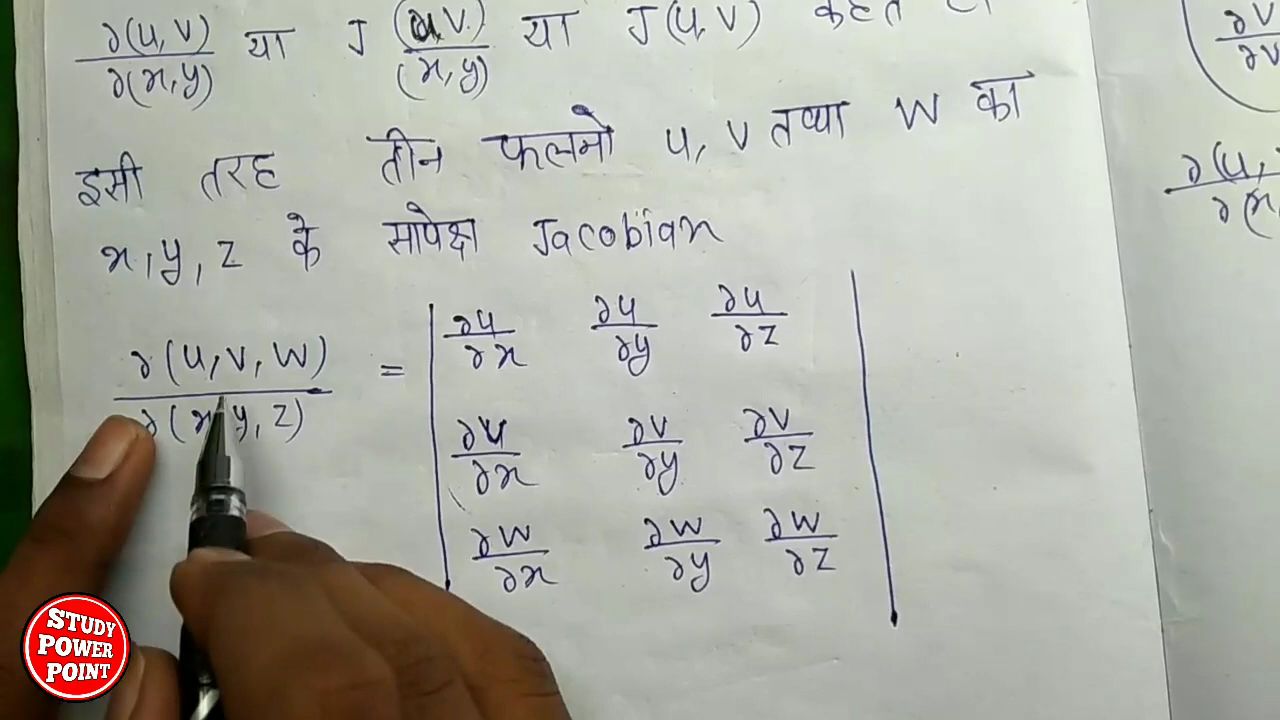 ∂(u,v)/∂(x,y) या J (u,v.)/(x,y) या J(u,v) कहते
इसी तरह तीन फलनो u, v तथा w का
x, y, z के सापेक्ष Jacobian
∂(u,v,w)/∂(x,y,z) = | ∂u/∂x ∂u/∂y ∂u/∂z |
| ∂u/∂x ∂v/∂y ∂v/∂z |
| ∂w/∂x ∂w/∂y ∂w/∂z |
∂v/∂v
∂(u,
∂(x,
STUDY
POWER
POINT